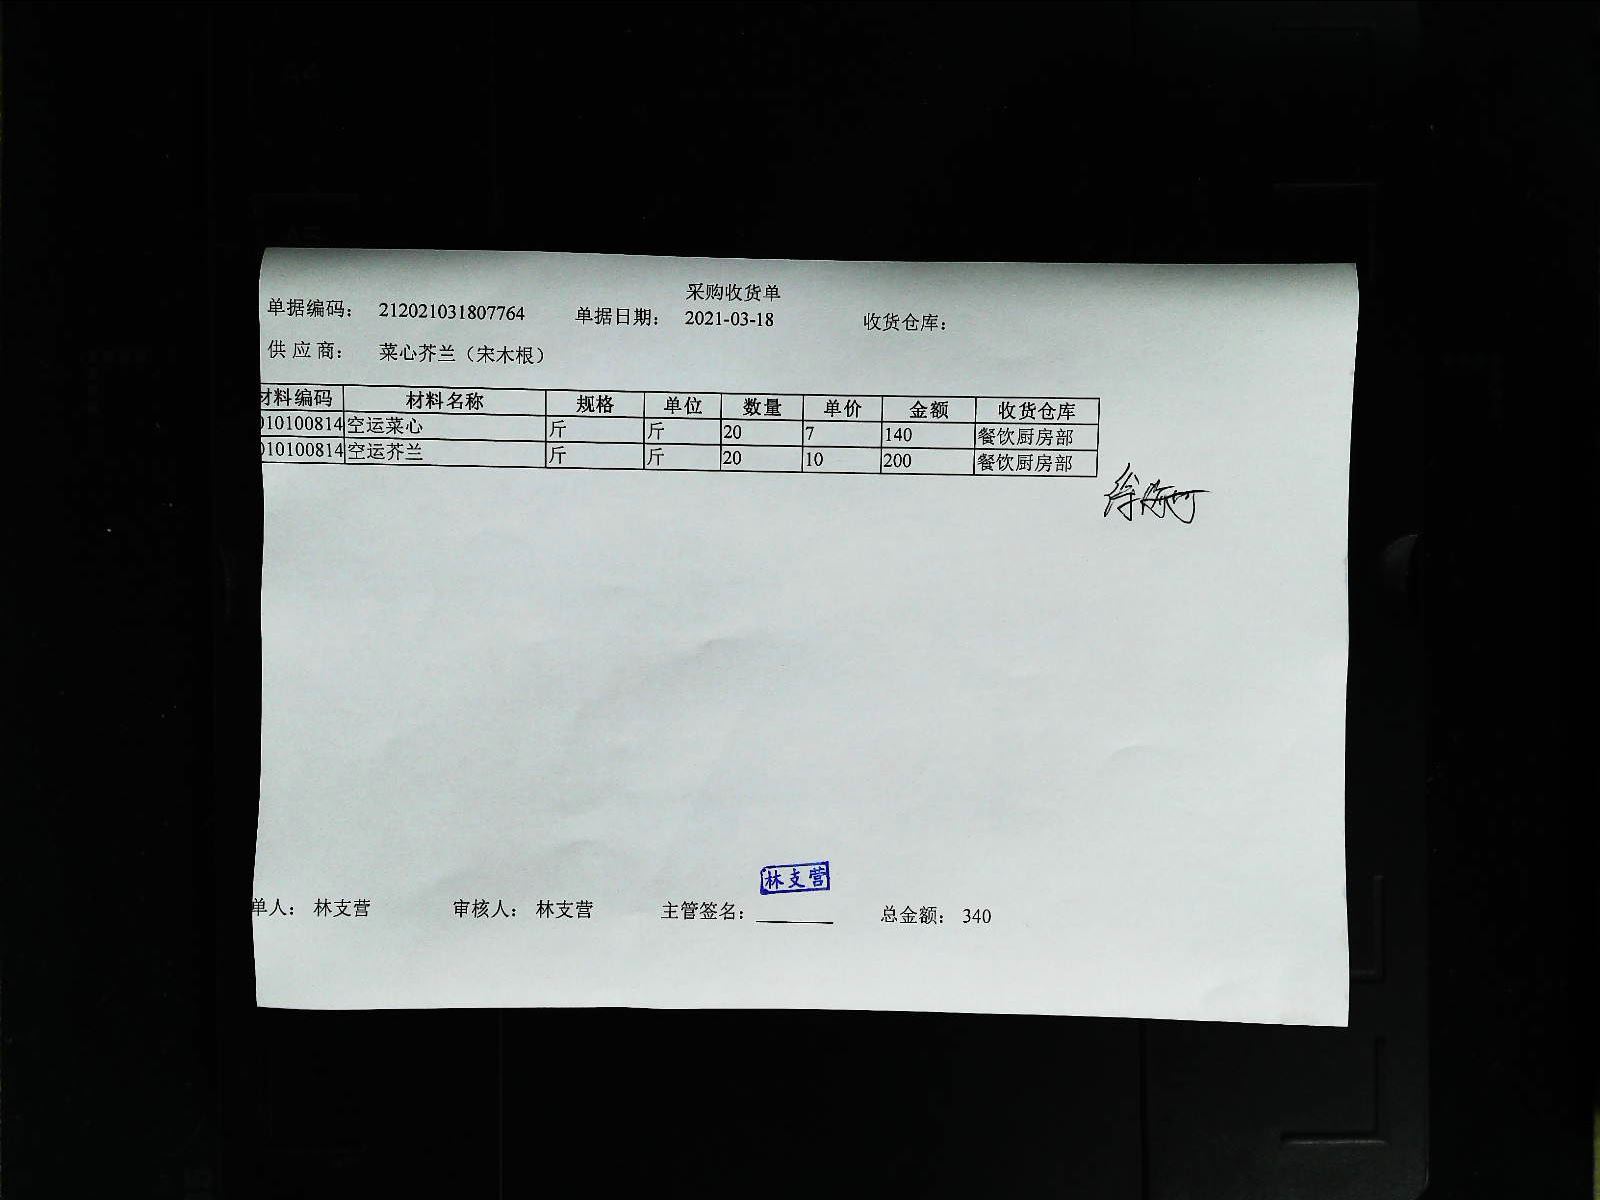 采购收货单
单据编码: 212021031807764 单据日期: 2021-03-18 收货仓库:
供应商: 菜心芥兰（宋木根）
材料编码 材料名称 规格 单位 数量 单价 金额 收货仓库
010100814 空运菜心 斤 斤 20 7 140 餐饮厨房部
010100814 空运芥兰 斤 斤 20 10 200 餐饮厨房部
林支营
单人: 林支营 审核人: 林支营 主管签名: 总金额: 340